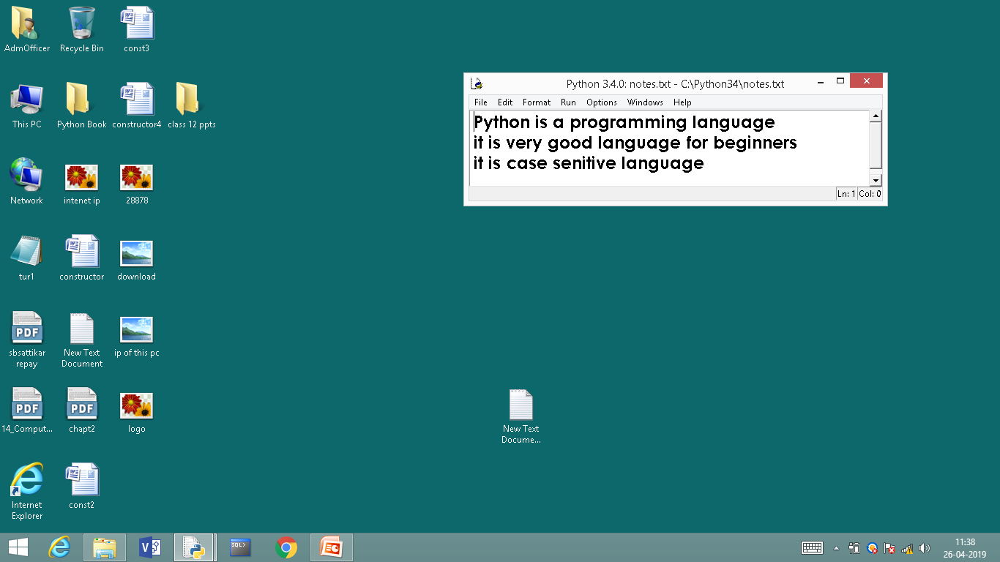 AdmOfficer
Recycle Bin
const3
This PC
Python Book
constructor4
class 12 ppts
Network
intenet ip
28878
tur1
constructor
download
PDF
sbsattikar
repay
New Text
Document
ip of this pc
PDF
14_Comput...
PDF
chapt2
logo
Internet
Explorer
const2
Python 3.4.0: notes.txt - C:\Python34\notes.txt
File Edit Format Run Options Windows Help
Python is a programming language
it is very good language for beginners
it is case senitive language
Ln: 1 Col: 0
New Text
Docume...
SQL>
11:38
26-04-2019